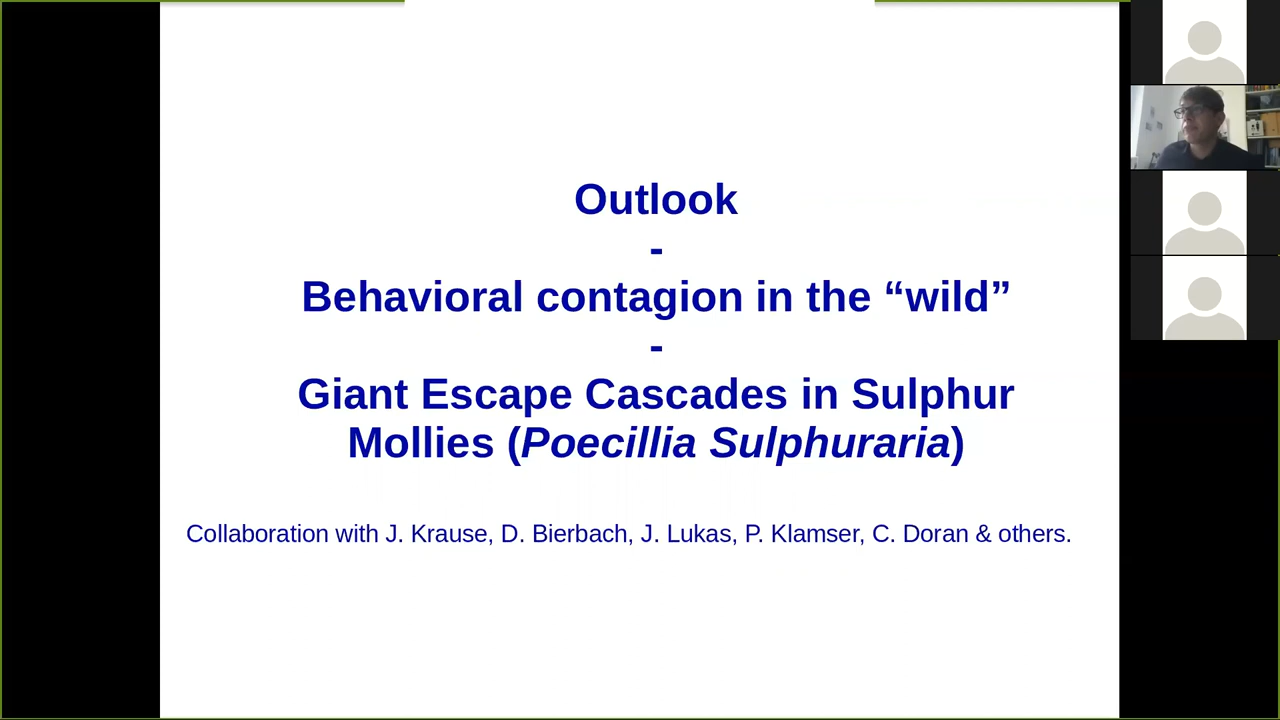 Outlook
-
Behavioral contagion in the “wild”
-
Giant Escape Cascades in Sulphur
Mollies (Poecillia Sulphuraria)
Collaboration with J. Krause, D. Bierbach, J. Lukas, P. Klamser, C. Doran & others.